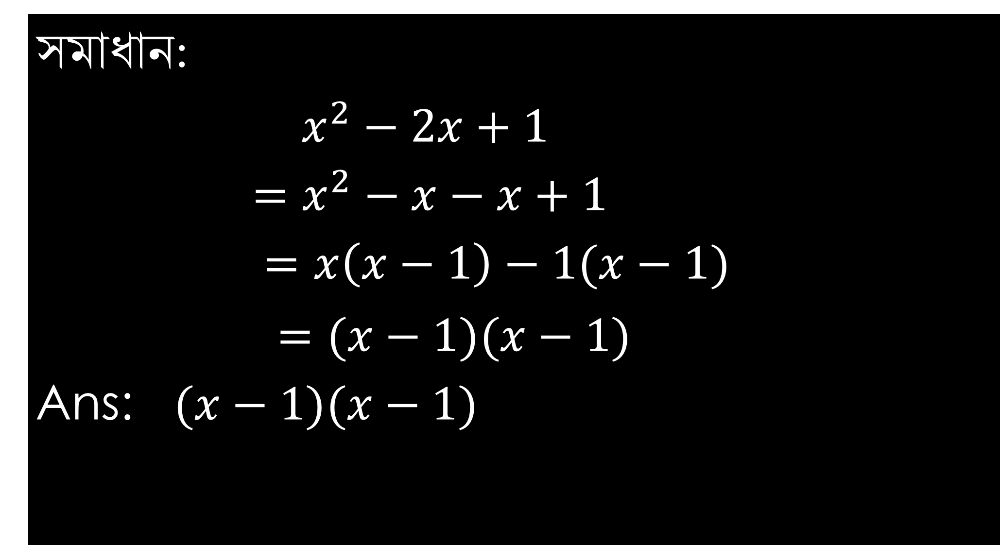 সমাধান:
x² − 2x + 1
= x² − x − x + 1
= x(x − 1) − 1(x − 1)
= (x − 1)(x − 1)
Ans: (x − 1)(x − 1)